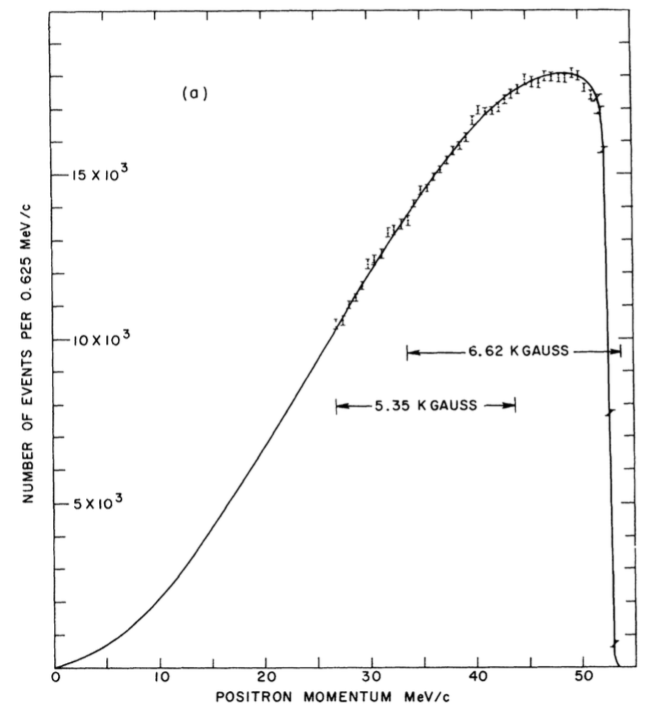 (a)
15 X 10³
10 X 10³
5 X 10³
6.62 K GAUSS
5.35 K GAUSS
NUMBER OF EVENTS PER 0.625 MeV/c
0 10 20 30 40 50
POSITRON MOMENTUM MeV/c